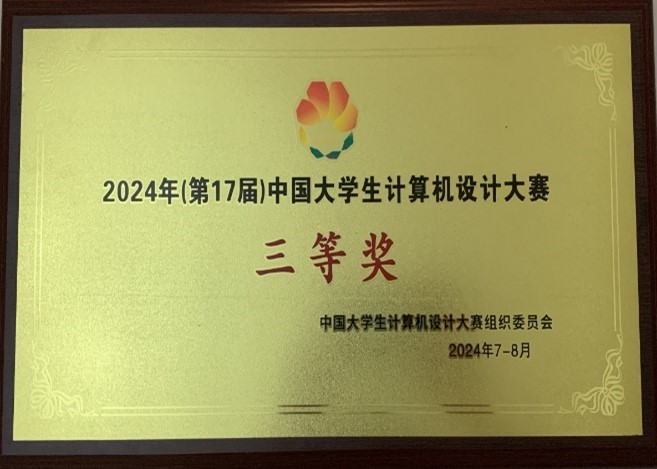 2024年(第17届)中国大学生计算机设计大赛
三等奖
中国大学生计算机设计大赛组织委员会
2024年7-8月